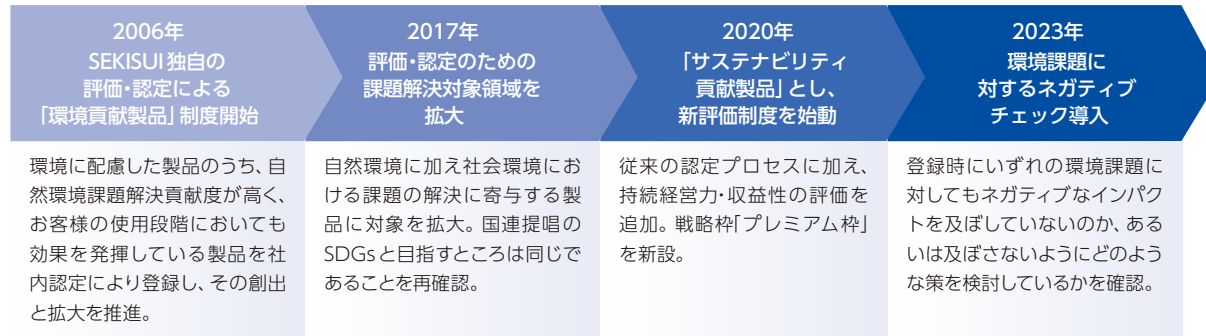 2006年
SEKISUI独自の
評価・認定による
「環境貢献製品」制度開始
環境に配慮した製品のうち、自
然環境課題解決貢献度が高く、
お客様の使用段階においても
効果を発揮している製品を社
内認定により登録し、その創出
と拡大を推進。
2017年
評価・認定のための
課題解決対象領域を
拡大
自然環境に加え社会環境にお
ける課題の解決に寄与する製
品に対象を拡大。国連提唱の
SDGsと目指すところは同じで
あることを再確認。
2020年
「サステナビリティ
貢献製品」とし、
新評価制度を始動
従来の認定プロセスに加え、
持続経営力・収益性の評価を
追加。戦略枠「プレミアム枠」
を新設。
2023年
環境課題に
対するネガティブ
チェック導入
登録時にいずれの環境課題に
対してもネガティブなインパク
トを及ぼしていないのか、ある
いは及ぼさないようにどのよう
な策を検討しているかを確認。